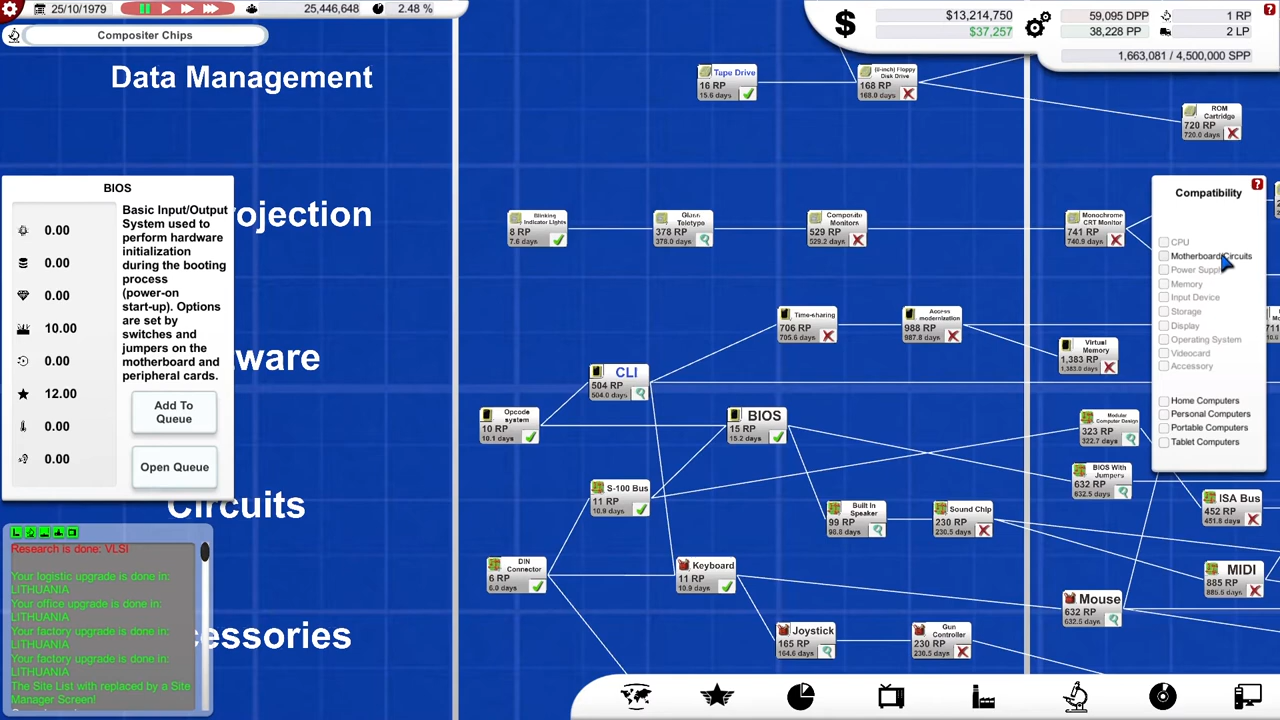 25/10/1979
25,446,648
2.48 %
$ $13,214,750
$37,257
59,095 DPP
38,228 PP
1 RP
2 LP
1,663,081 / 4,500,000 SPP
Compositer Chips
Data Management
Tape Drive
16 RP
15.6 days
Disk Drive
168 RP
168.0 days
ROM
Cartridge
720 RP
720.0 days
BIOS
0.00
0.00
0.00
10.00
0.00
12.00
0.00
0.00
Basic Input/Output
System used to
perform hardware
initialization
during the booting
process
(power-on
start-up). Options
are set by
switches and
jumpers on the
motherboard and
peripheral cards.
Add To
Queue
Open Queue
rojection
Blinking
Indicator Lights
8 RP
7.6 days
Glass
Teletype
378 RP
378.0 days
Composite
Monitors
529 RP
529.2 days
Monochrome
CRT Monitor
741 RP
740.9 days
Compatibility
CPU
Motherboard/Circuits
Power Supply
Memory
Input Device
Storage
Display
Operating System
Videocard
Accessory
Home Computers
Personal Computers
Portable Computers
Tablet Computers
ware
Time-sharing
706 RP
705.6 days
Access
modernization
988 RP
987.8 days
Virtual
Memory
1,383 RP
1,383.0 days
CLI
504 RP
504.0 days
Opcode
system
10 RP
10.1 days
BIOS
15 RP
15.2 days
Modular
Computer Design
323 RP
322.7 days
BIOS With
Jumpers
632 RP
632.5 days
Circuits
S-100 Bus
11 RP
10.9 days
Built In
Speaker
99 RP
98.8 days
Sound Chip
230 RP
230.5 days
ISA Bus
452 RP
451.8 days
DIN
Connector
6 RP
6.0 days
Keyboard
11 RP
10.9 days
MIDI
885 RP
885.5 days
Mouse
632 RP
632.5 days
cessories
Joystick
165 RP
164.6 days
Gun
Controller
230 RP
230.5 days
Research is done: VLSI
Your logistic upgrade is done in:
LITHUANIA
Your office upgrade is done in:
LITHUANIA
Your factory upgrade is done in:
LITHUANIA
Your factory upgrade is done in:
LITHUANIA
The Site List with replaced by a Site
Manager Screen!